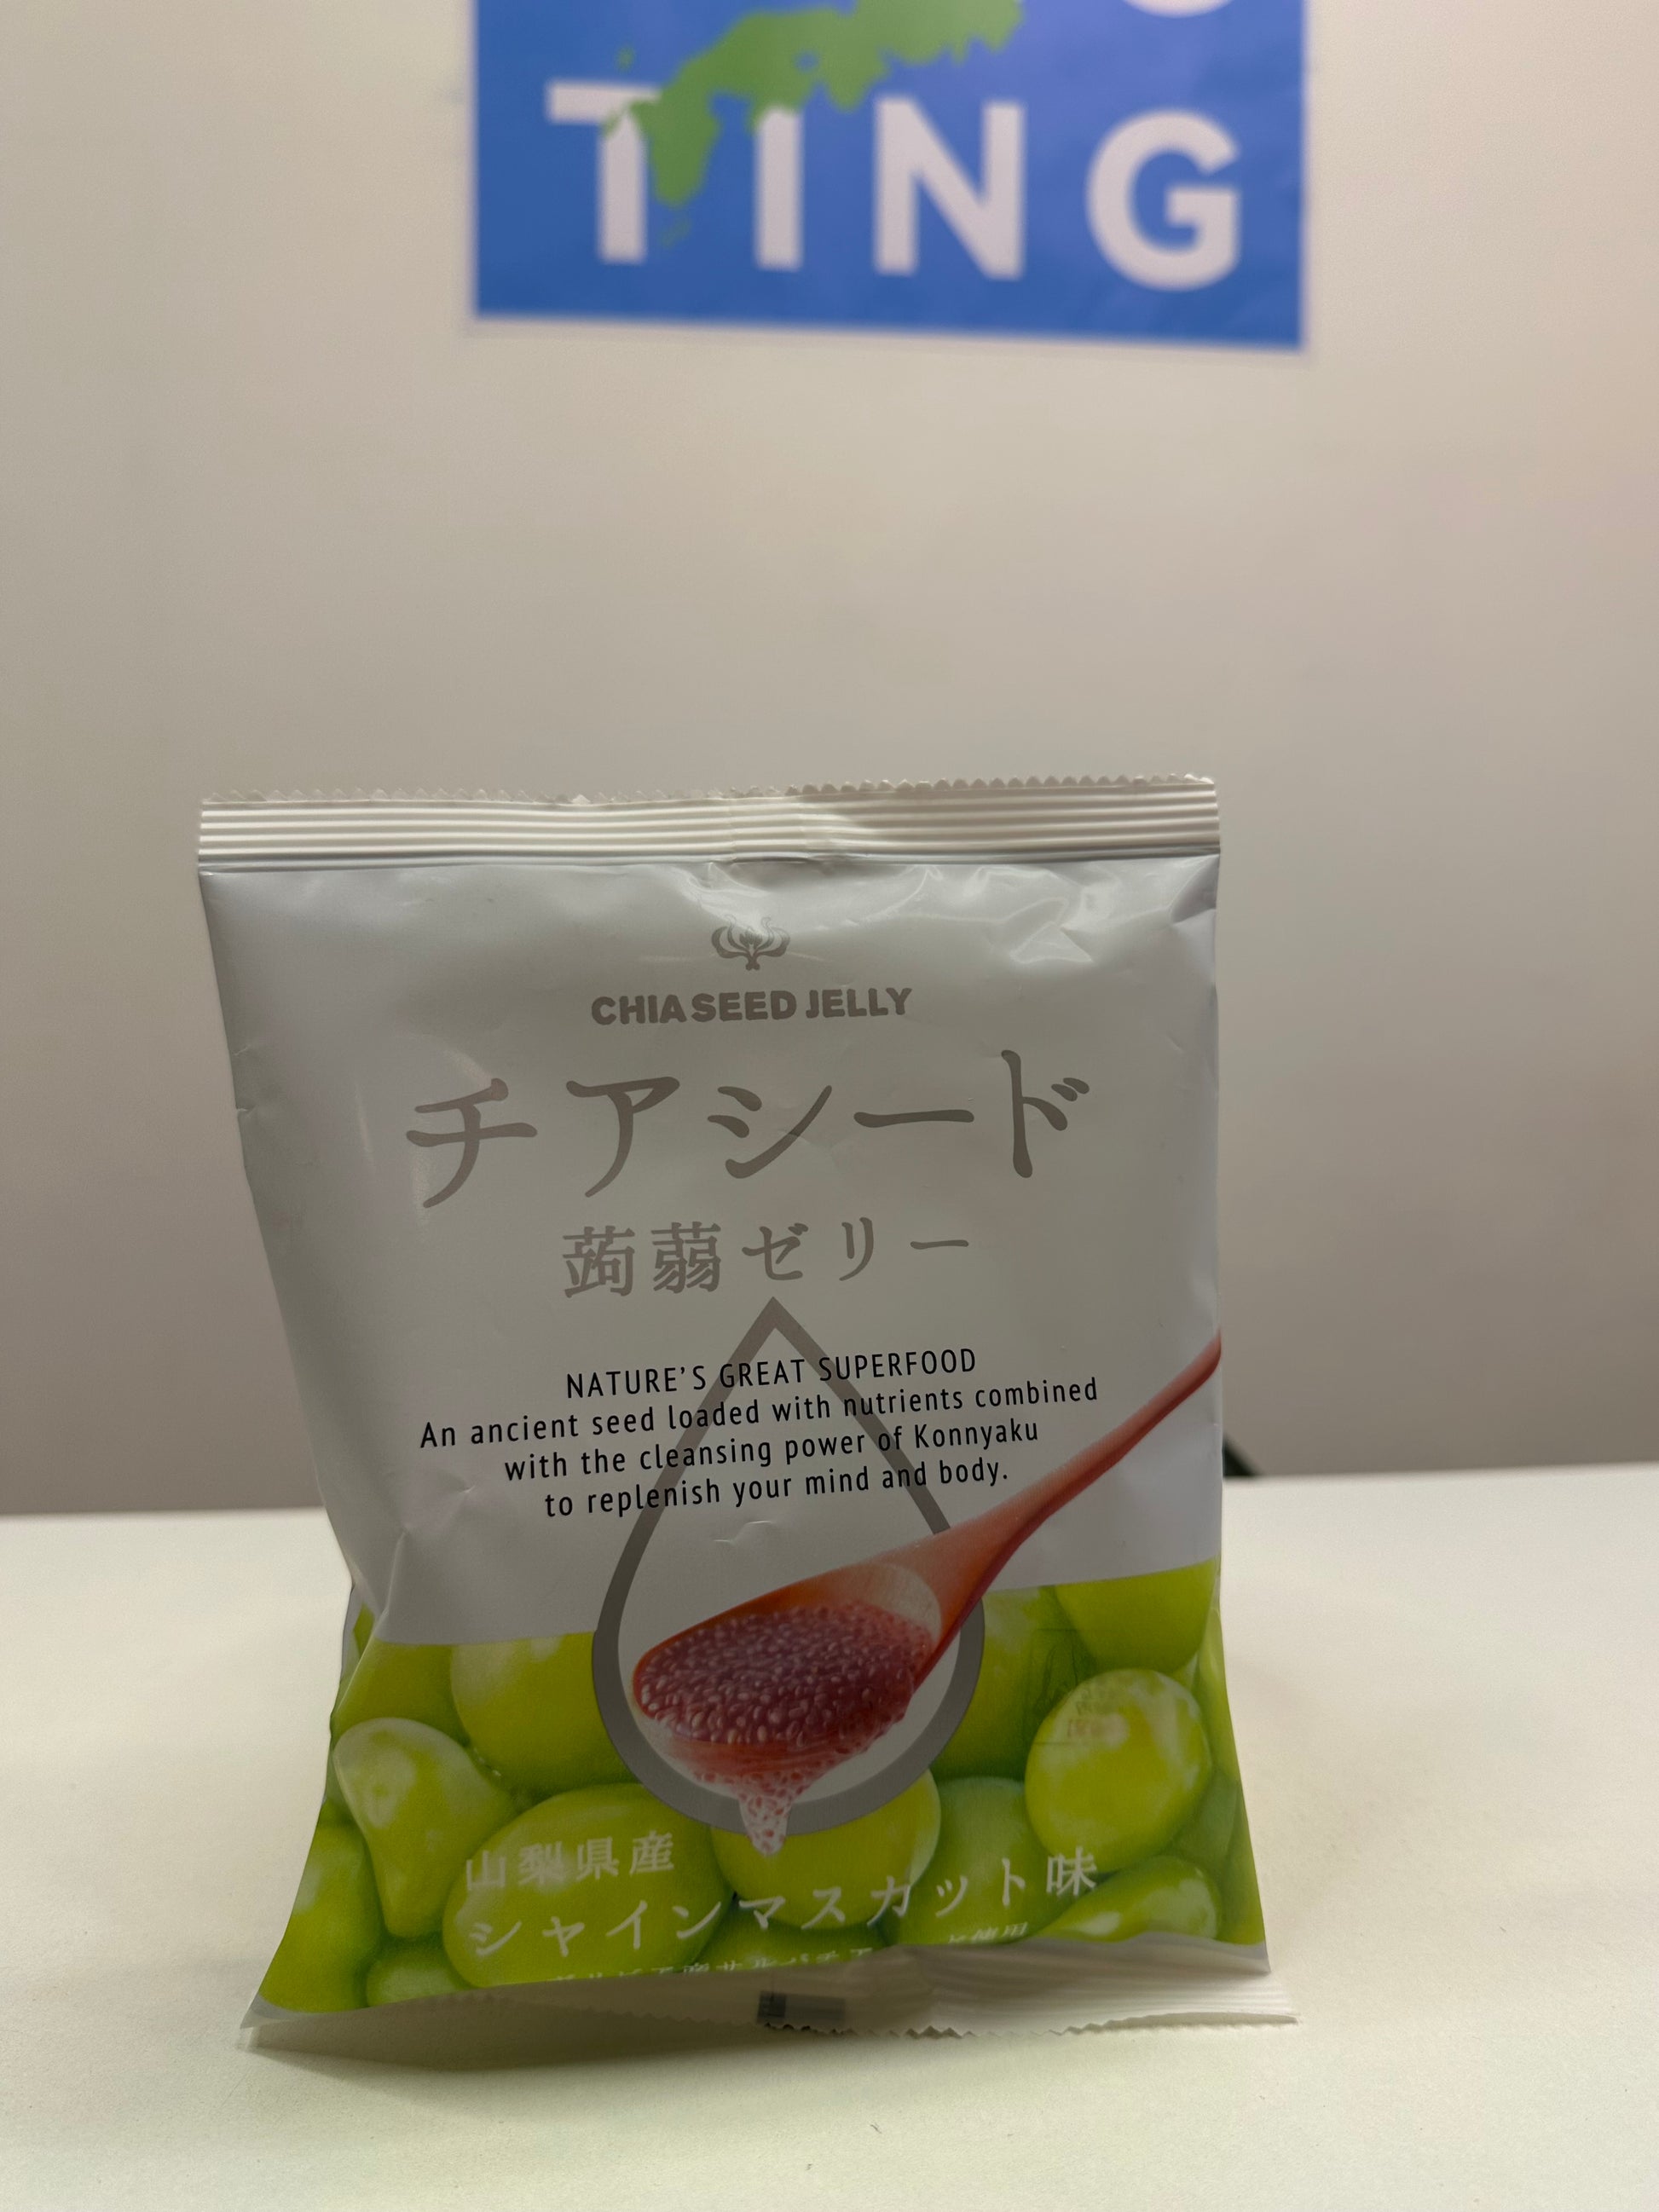 TING
CHIA SEED JELLY
チアシード
蒟蒻ゼリー
NATURE'S GREAT SUPERFOOD
An ancient seed loaded with nutrients combined
with the cleansing power of Konnyaku
to replenish your mind and body.
山梨県産
シャインマスカット味